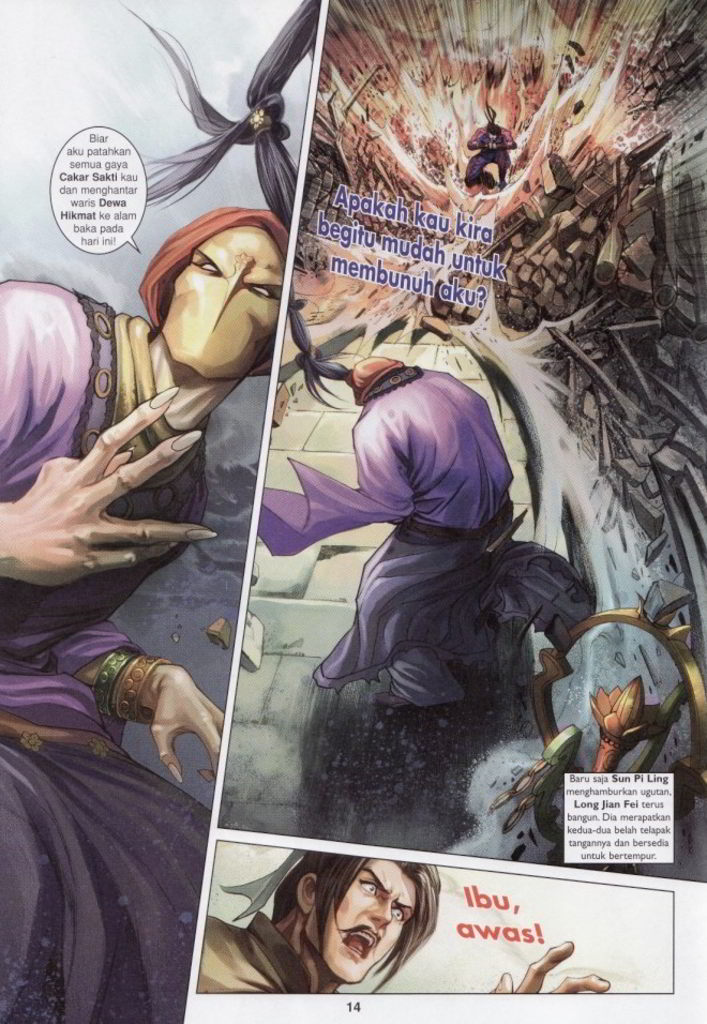 Biar
aku patahkan
semua gaya
Cakar Sakti kau
dan menghantar
waris Dewa
Hikmat ke alam
baka pada
hari ini!
Apakah kau kira
begitu mudah untuk
membunuh aku?
Baru saja Sun Pi Ling
menghamburkan ugutan,
Long Jian Fei terus
bangun. Dia merapatkan
kedua-dua belah telapak
tangannya dan bersedia
untuk bertempur.
Ibu,
awas!
14